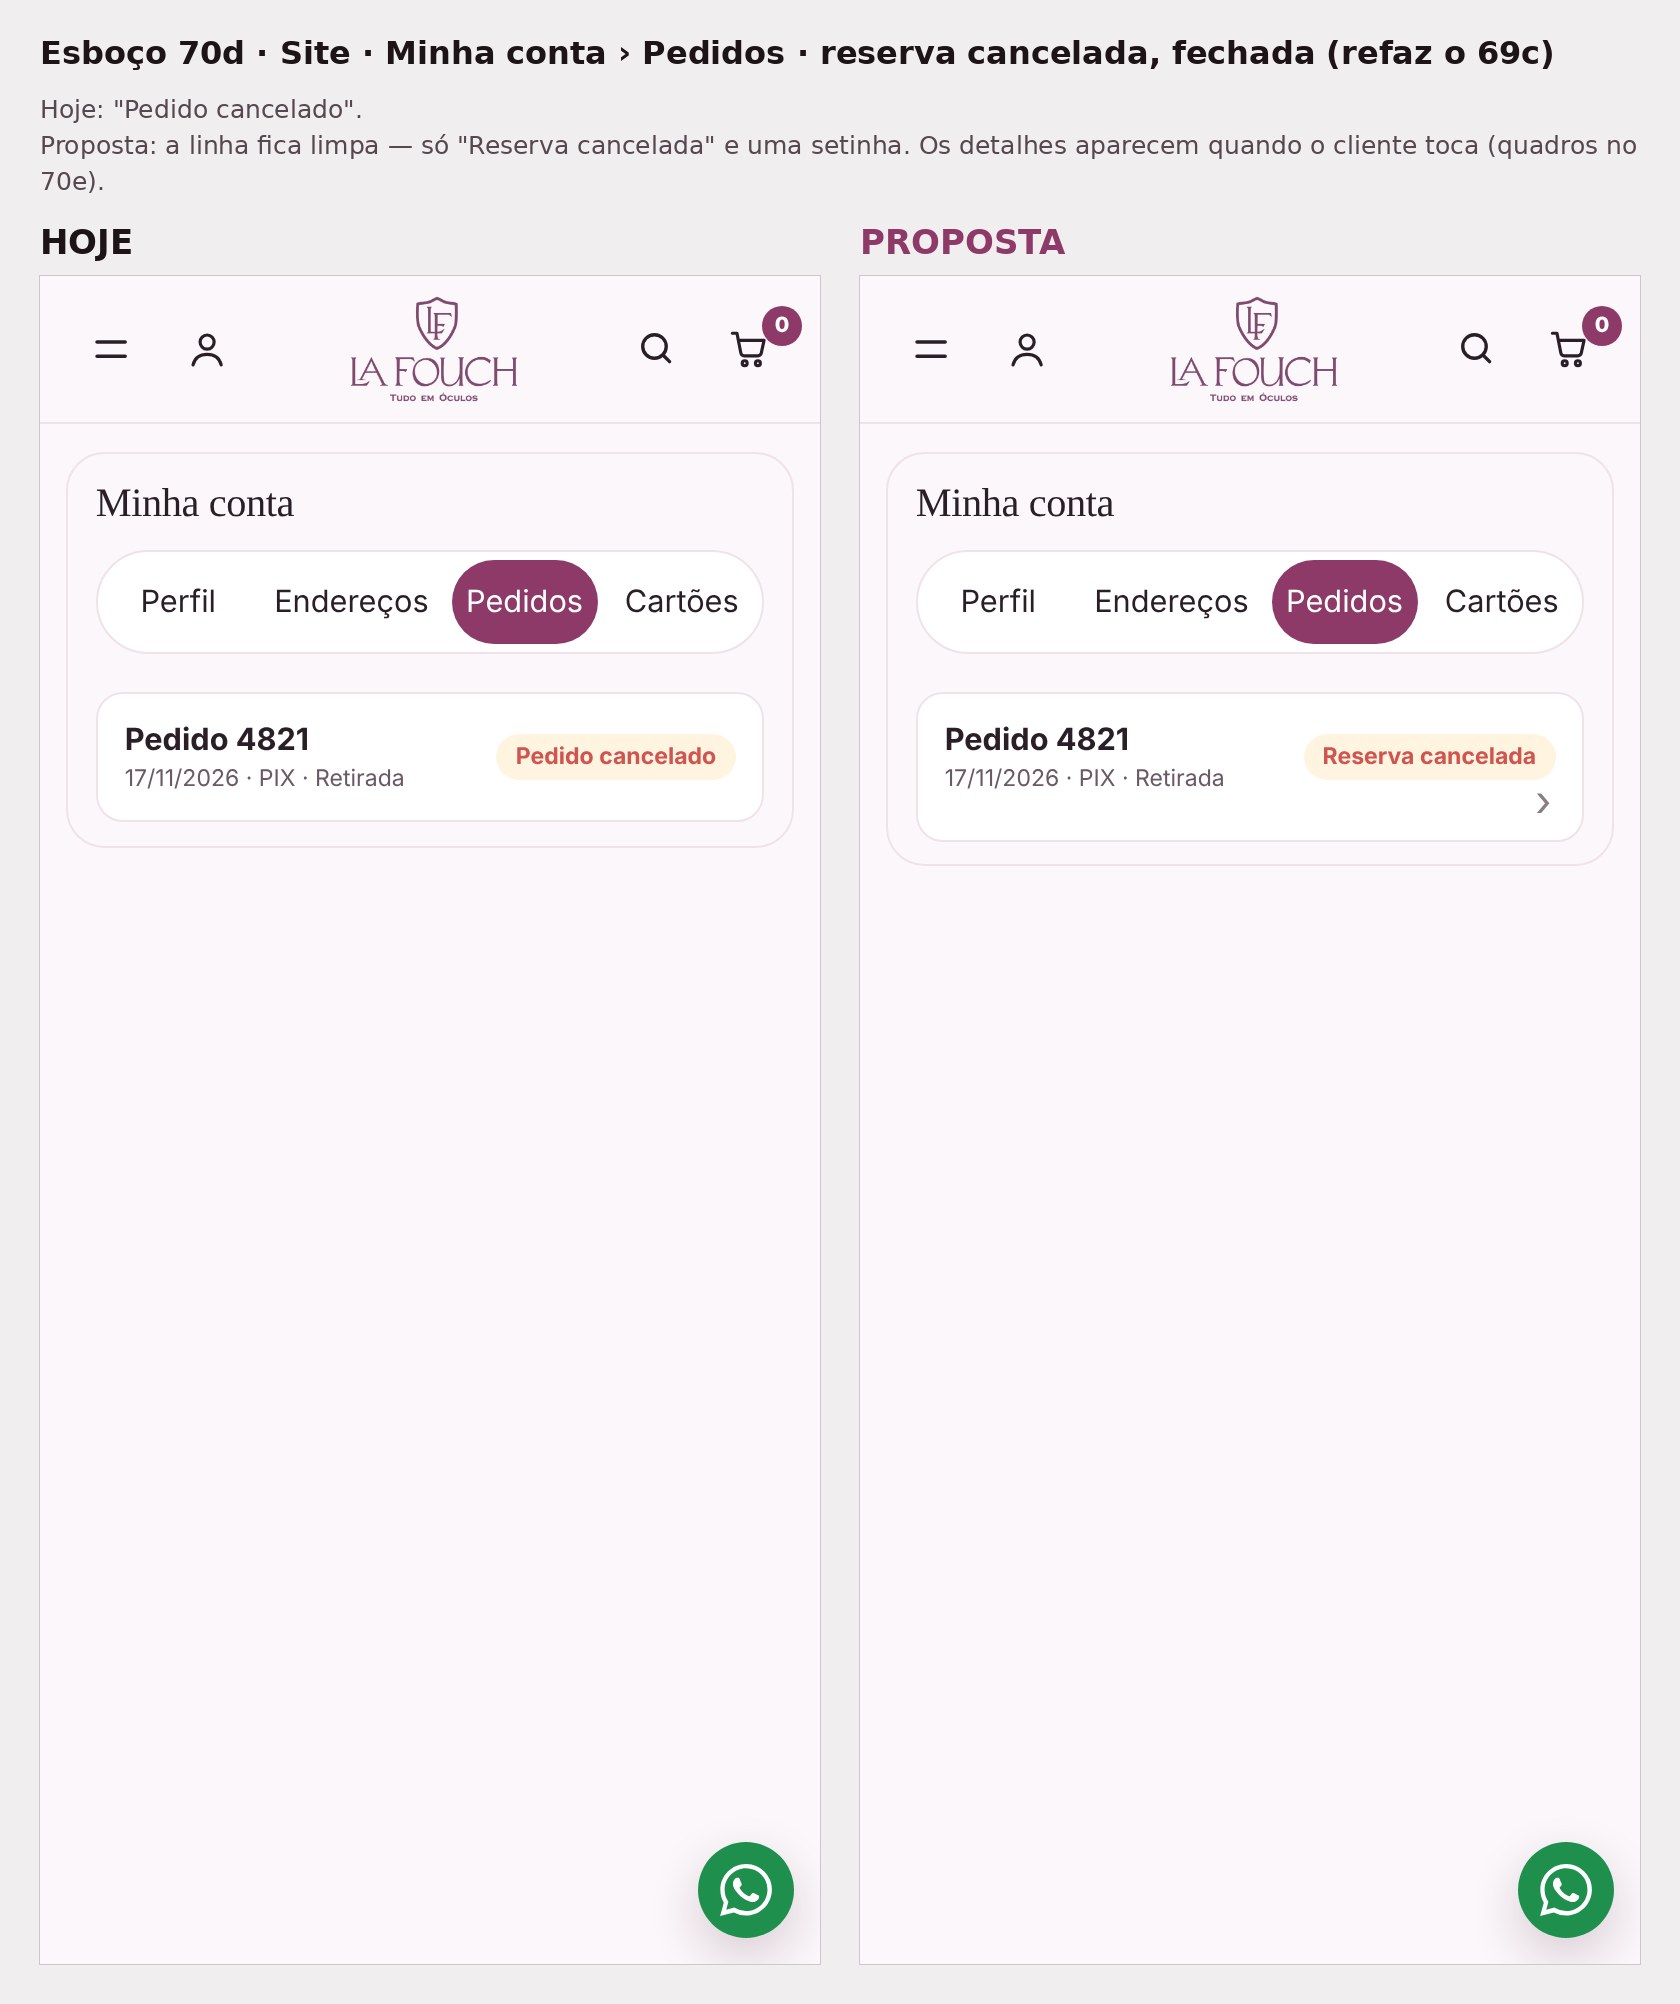 Esboço 70d · Site · Minha conta › Pedidos · reserva cancelada, fechada (refaz o 69c)
Hoje: "Pedido cancelado".
Proposta: a linha fica limpa — só "Reserva cancelada" e uma setinha. Os detalhes aparecem quando o cliente toca (quadros no
70e).
HOJE
LF
LA FOUCH
Tudo em Óculos
0
Minha conta
Perfil
Endereços
Pedidos
Cartões
Pedido 4821
17/11/2026 · PIX · Retirada
Pedido cancelado
PROPOSTA
LF
LA FOUCH
Tudo em Óculos
0
Minha conta
Perfil
Endereços
Pedidos
Cartões
Pedido 4821
17/11/2026 · PIX · Retirada
Reserva cancelada
›